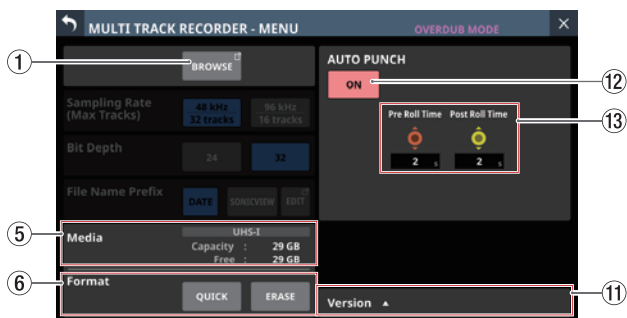 MULTI TRACK RECORDER - MENU
OVERDUB MODE
1
BROWSE
AUTO PUNCH
ON
12
Sampling Rate
(Max Tracks)
48 kHz
32 tracks
96 kHz
16 tracks
Pre Roll Time
Post Roll Time
13
2 s
2 s
Bit Depth
24
32
File Name Prefix
DATE
SONICVIEW
EDIT
5
Media
UHS-I
Capacity : 29 GB
Free : 29 GB
6
Format
QUICK
ERASE
Version ▲
11